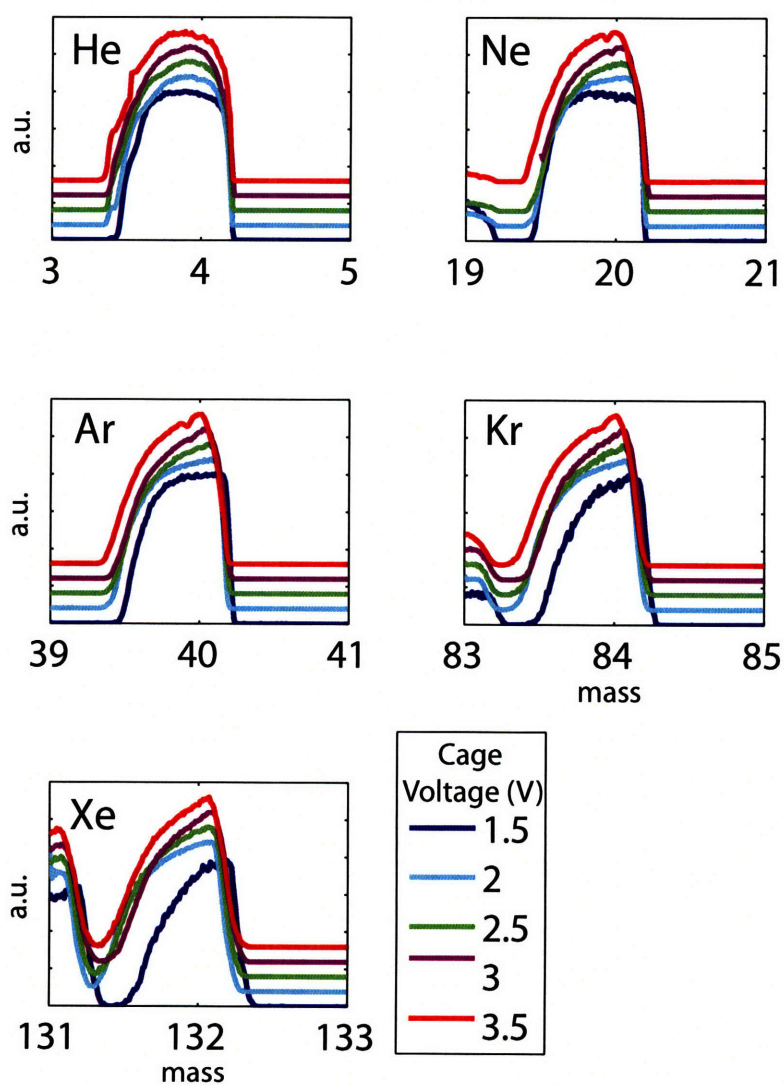 He
Ne
a.u.
3 4 5
19 20 21
Ar
Kr
a.u.
39 40 41
83 84 85
mass
Xe
a.u.
131 132 133
mass
Cage
Voltage (V)
1.5
2
2.5
3
3.5